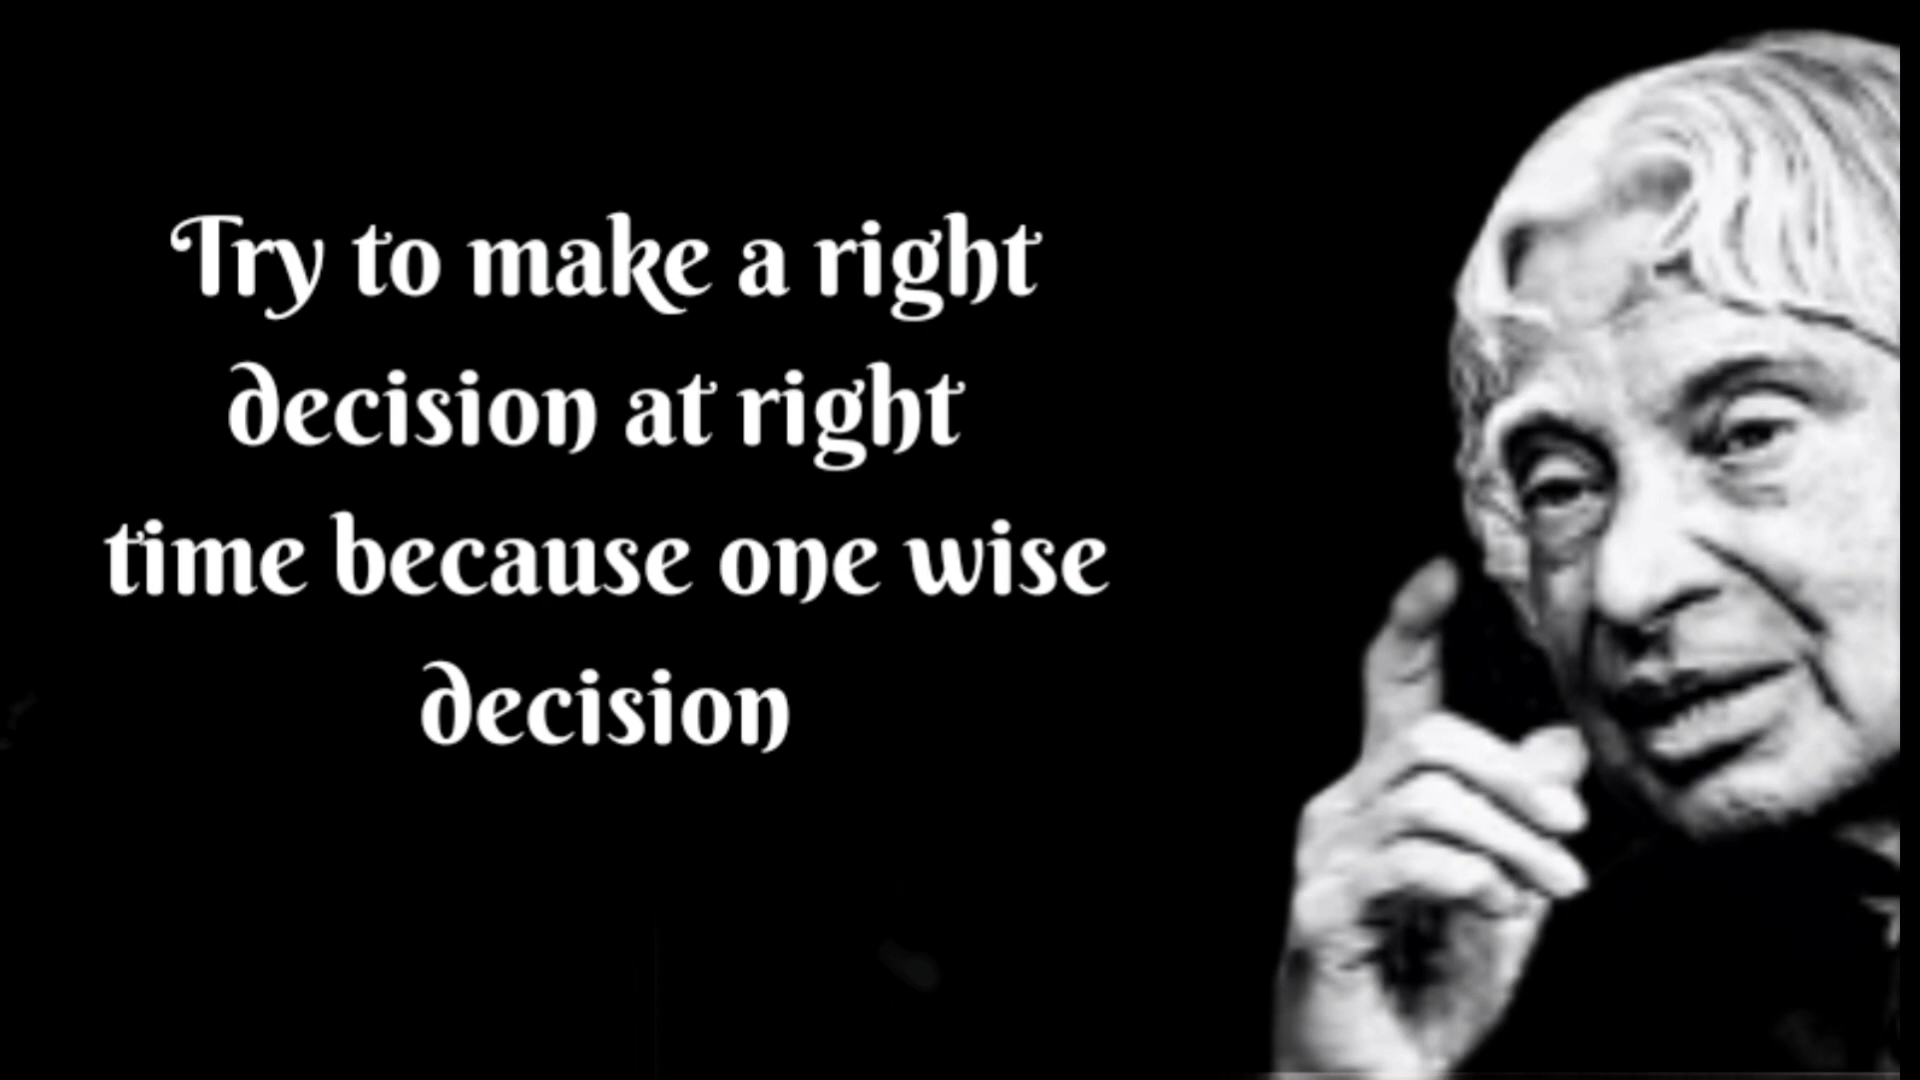 Try to make a right
decision at right
time because one wise
decision